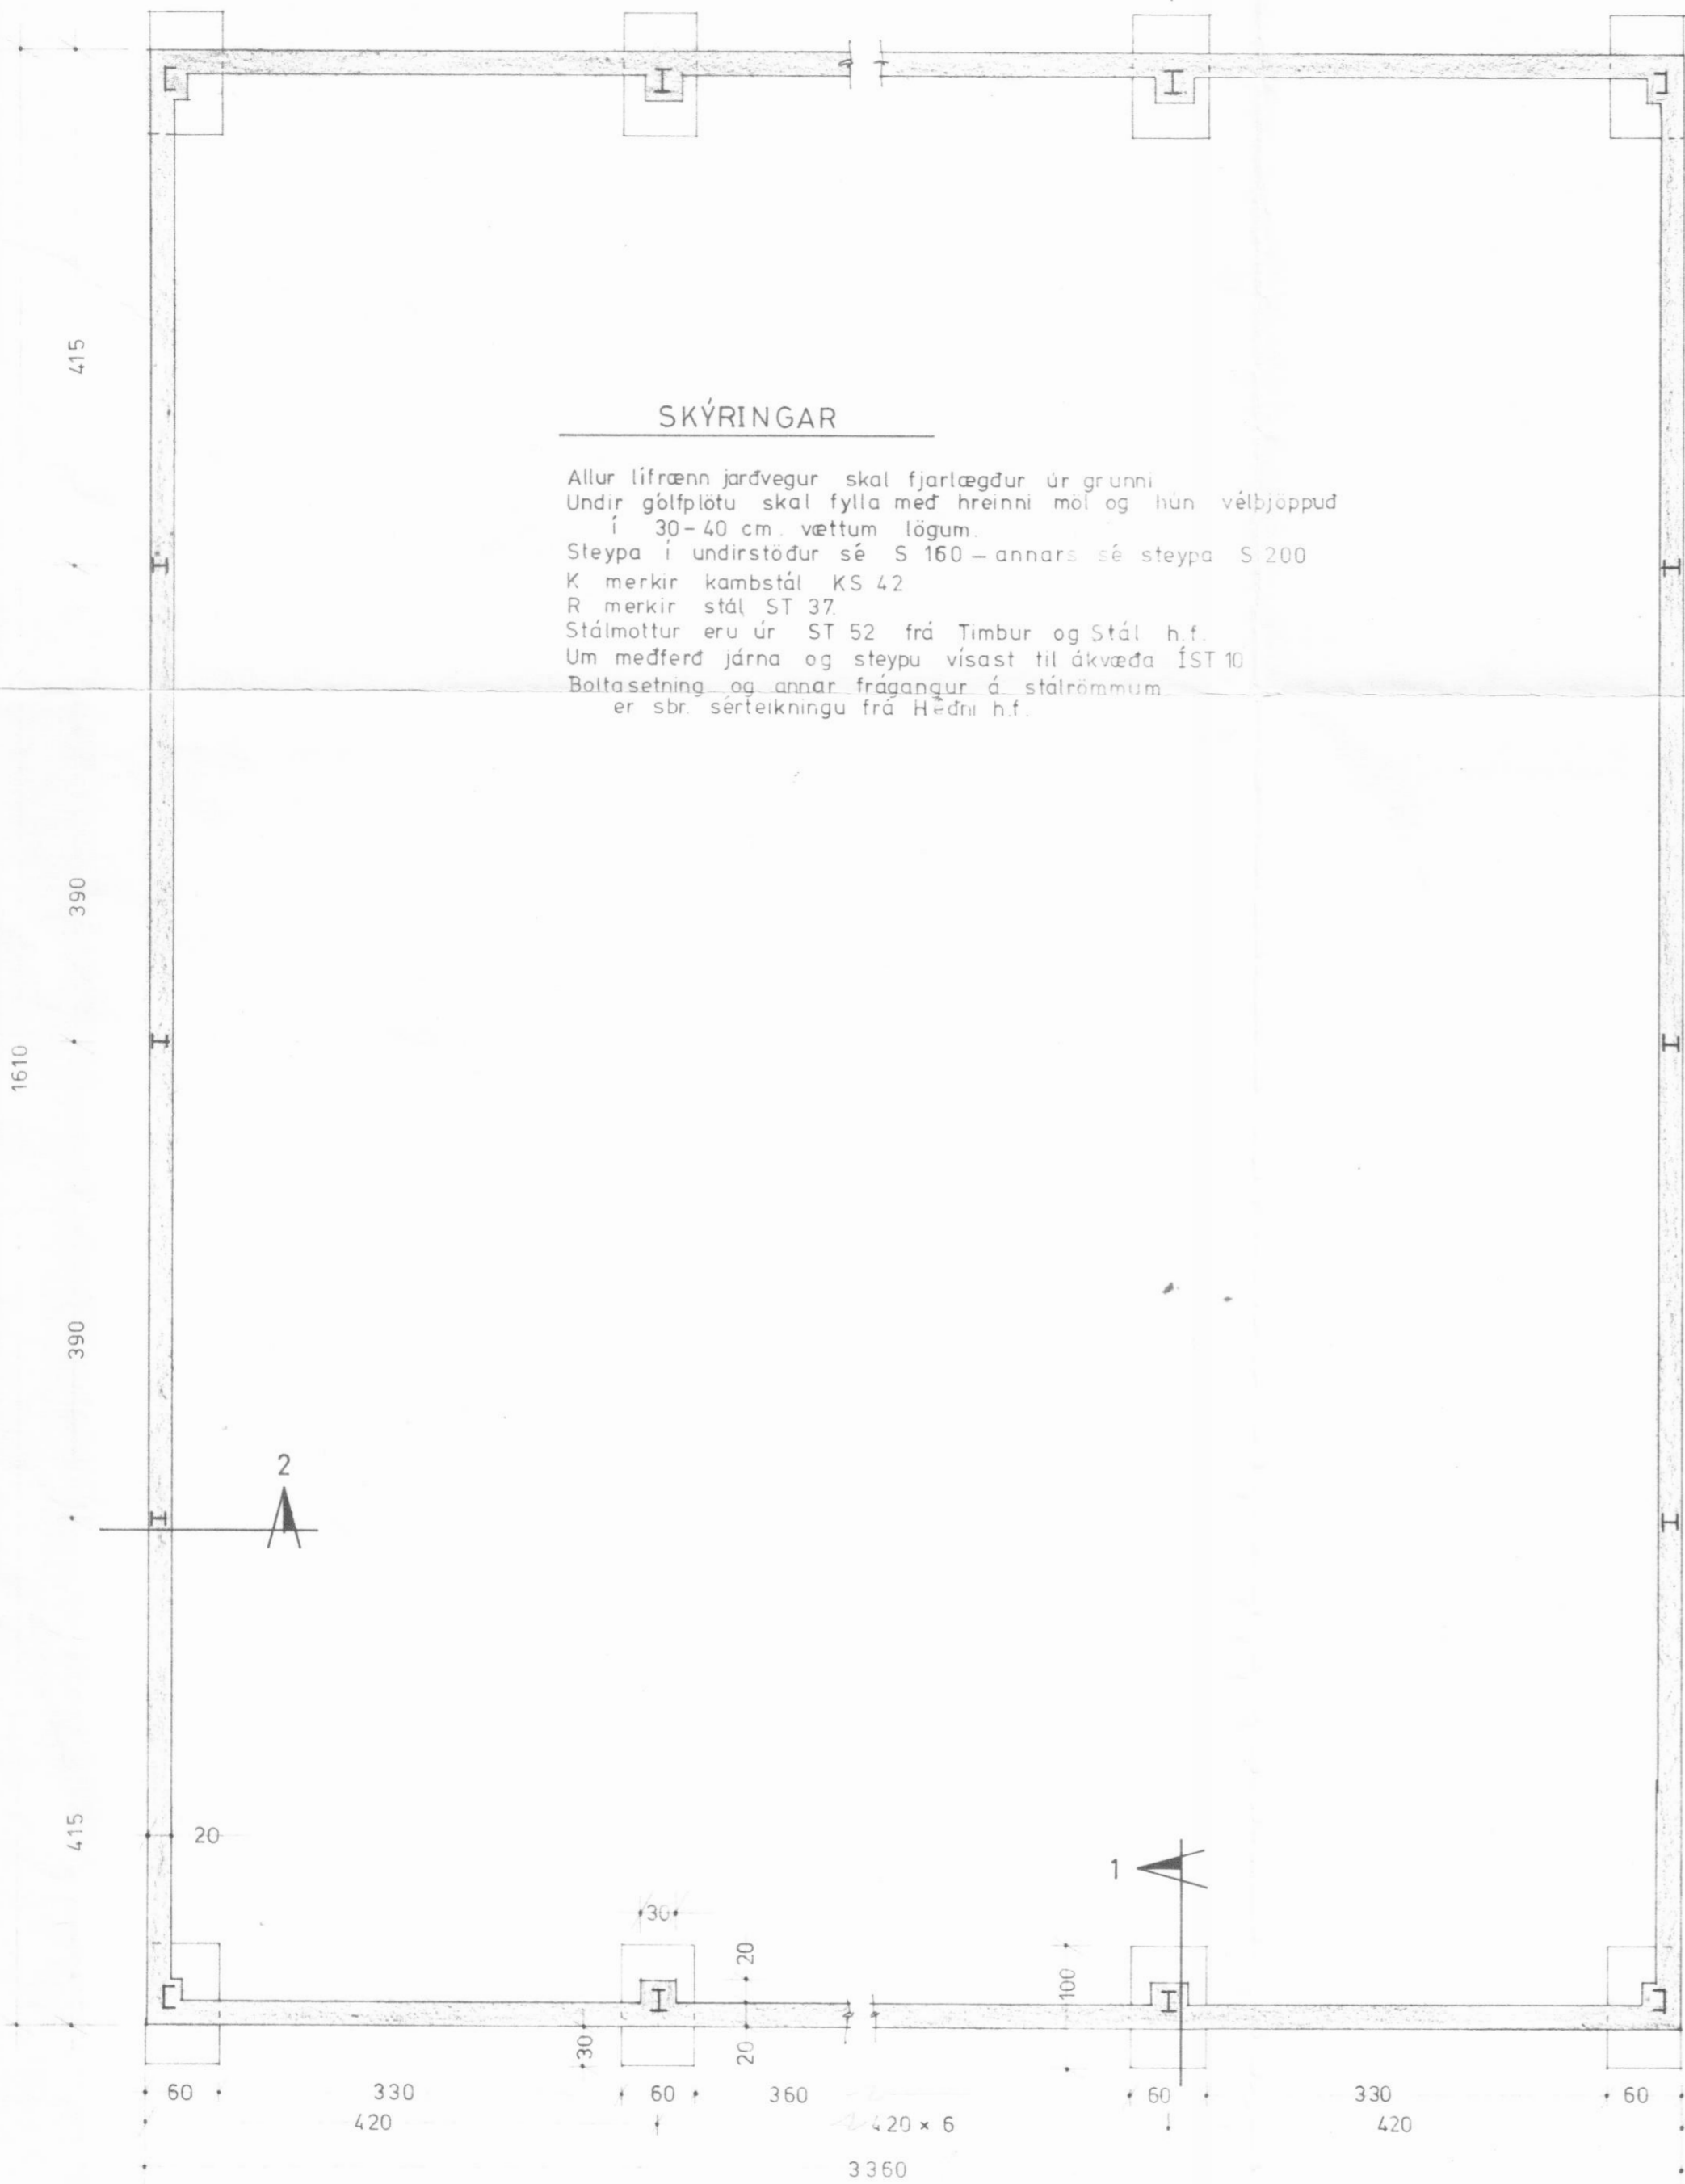 SKÝRINGAR
Allur lífrænn jarðvegur skal fjarlægður úr grunni
Undir gólfplötu skal fylla með hreinni möl og hún vélþjöppuð
í 30-40 cm. vættum lögum.
Steypa í undirstöður sé S 160 – annars sé steypa S 200
K merkir kambstál KS 42
R merkir stál ST 37.
Stálmottur eru úr ST 52 frá Timbur og Stál h.f.
Um meðferð járna og steypu vísast til ákvæða ÍST 10
Boltasetning og annar frágangur á stálrömmum
er sbr. sérteikningu frá Héðni h.f.
415
390
1610
390
415
2
20
1
30
20
100
30
20
60 330 60 360 60 330 60
420 420 × 6 420
3360